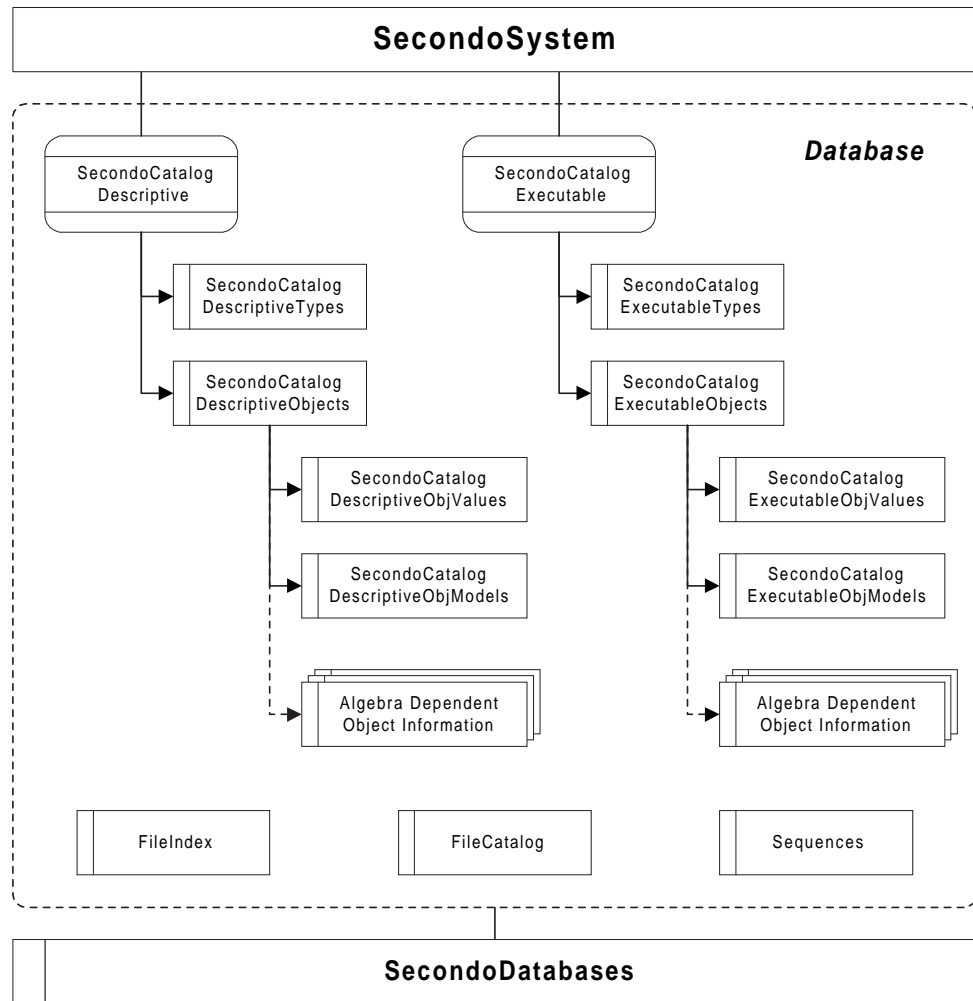 SecondoSystem
Database
SecondoCatalog
Descriptive
SecondoCatalog
Executable
SecondoCatalog
DescriptiveTypes
SecondoCatalog
ExecutableTypes
SecondoCatalog
DescriptiveObjects
SecondoCatalog
ExecutableObjects
SecondoCatalog
DescriptiveObjValues
SecondoCatalog
ExecutableObjValues
SecondoCatalog
DescriptiveObjModels
SecondoCatalog
ExecutableObjModels
Algebra Dependent
Object Information
Algebra Dependent
Object Information
FileIndex
FileCatalog
Sequences
SecondoDatabases